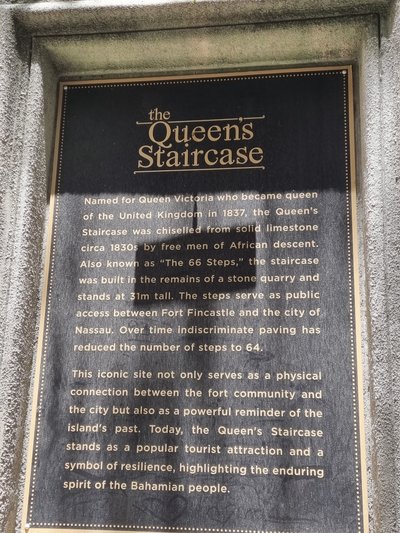 the
Queen's
Staircase
Named for Queen Victoria who became queen
of the United Kingdom in 1837, the Queen's
Staircase was chiselled from solid limestone
circa 1830s by free men of African descent.
Also known as "The 66 Steps," the staircase
was built in the remains of a stone quarry and
stands at 31m tall. The steps serve as public
access between Fort Fincastle and the city of
Nassau. Over time indiscriminate paving has
reduced the number of steps to 64.
This iconic site not only serves as a physical
connection between the fort community and
the city but also as a powerful reminder of the
island's past. Today, the Queen's Staircase
stands as a popular tourist attraction and a
symbol of resilience, highlighting the enduring
spirit of the Bahamian people.